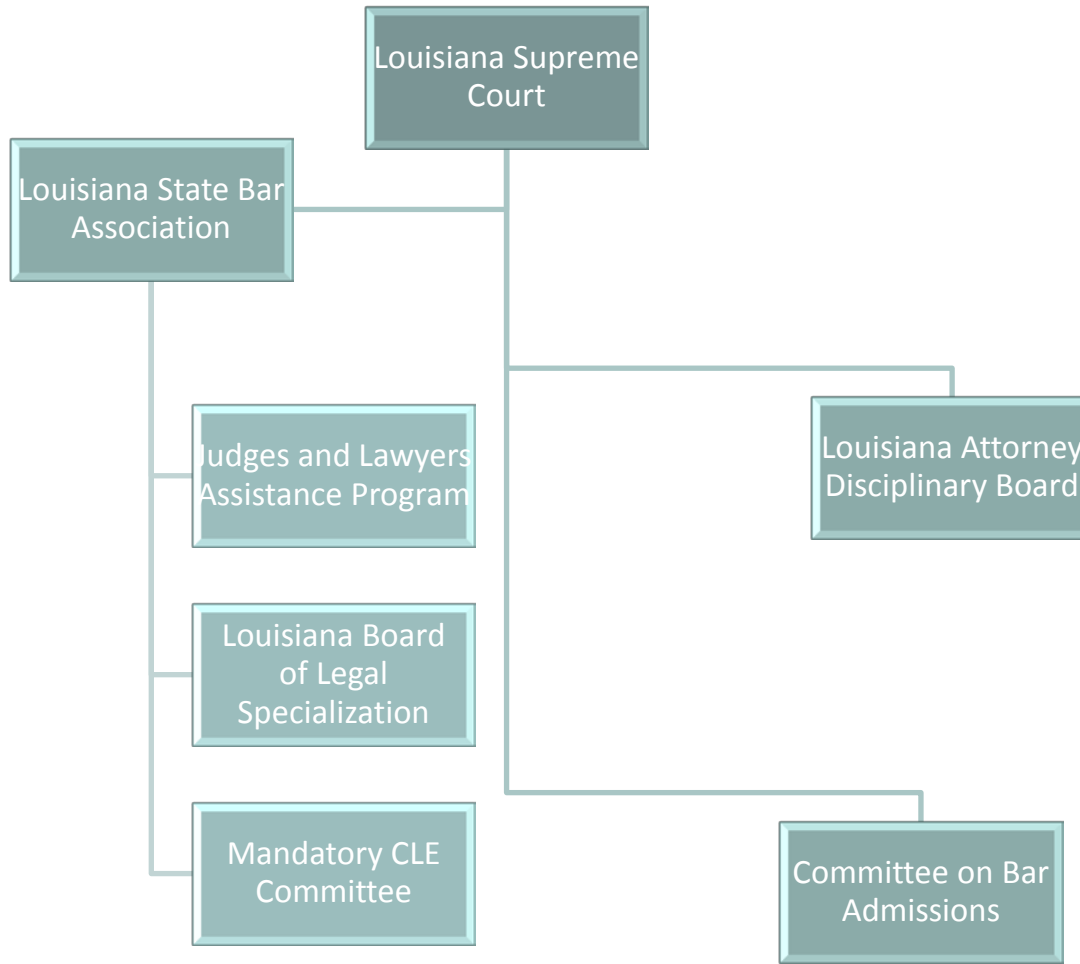 Louisiana Supreme
Court
Louisiana State Bar
Association
Judges and Lawyers
Assistance Program
Louisiana Attorney
Disciplinary Board
Louisiana Board
of Legal
Specialization
Mandatory CLE
Committee
Committee on Bar
Admissions